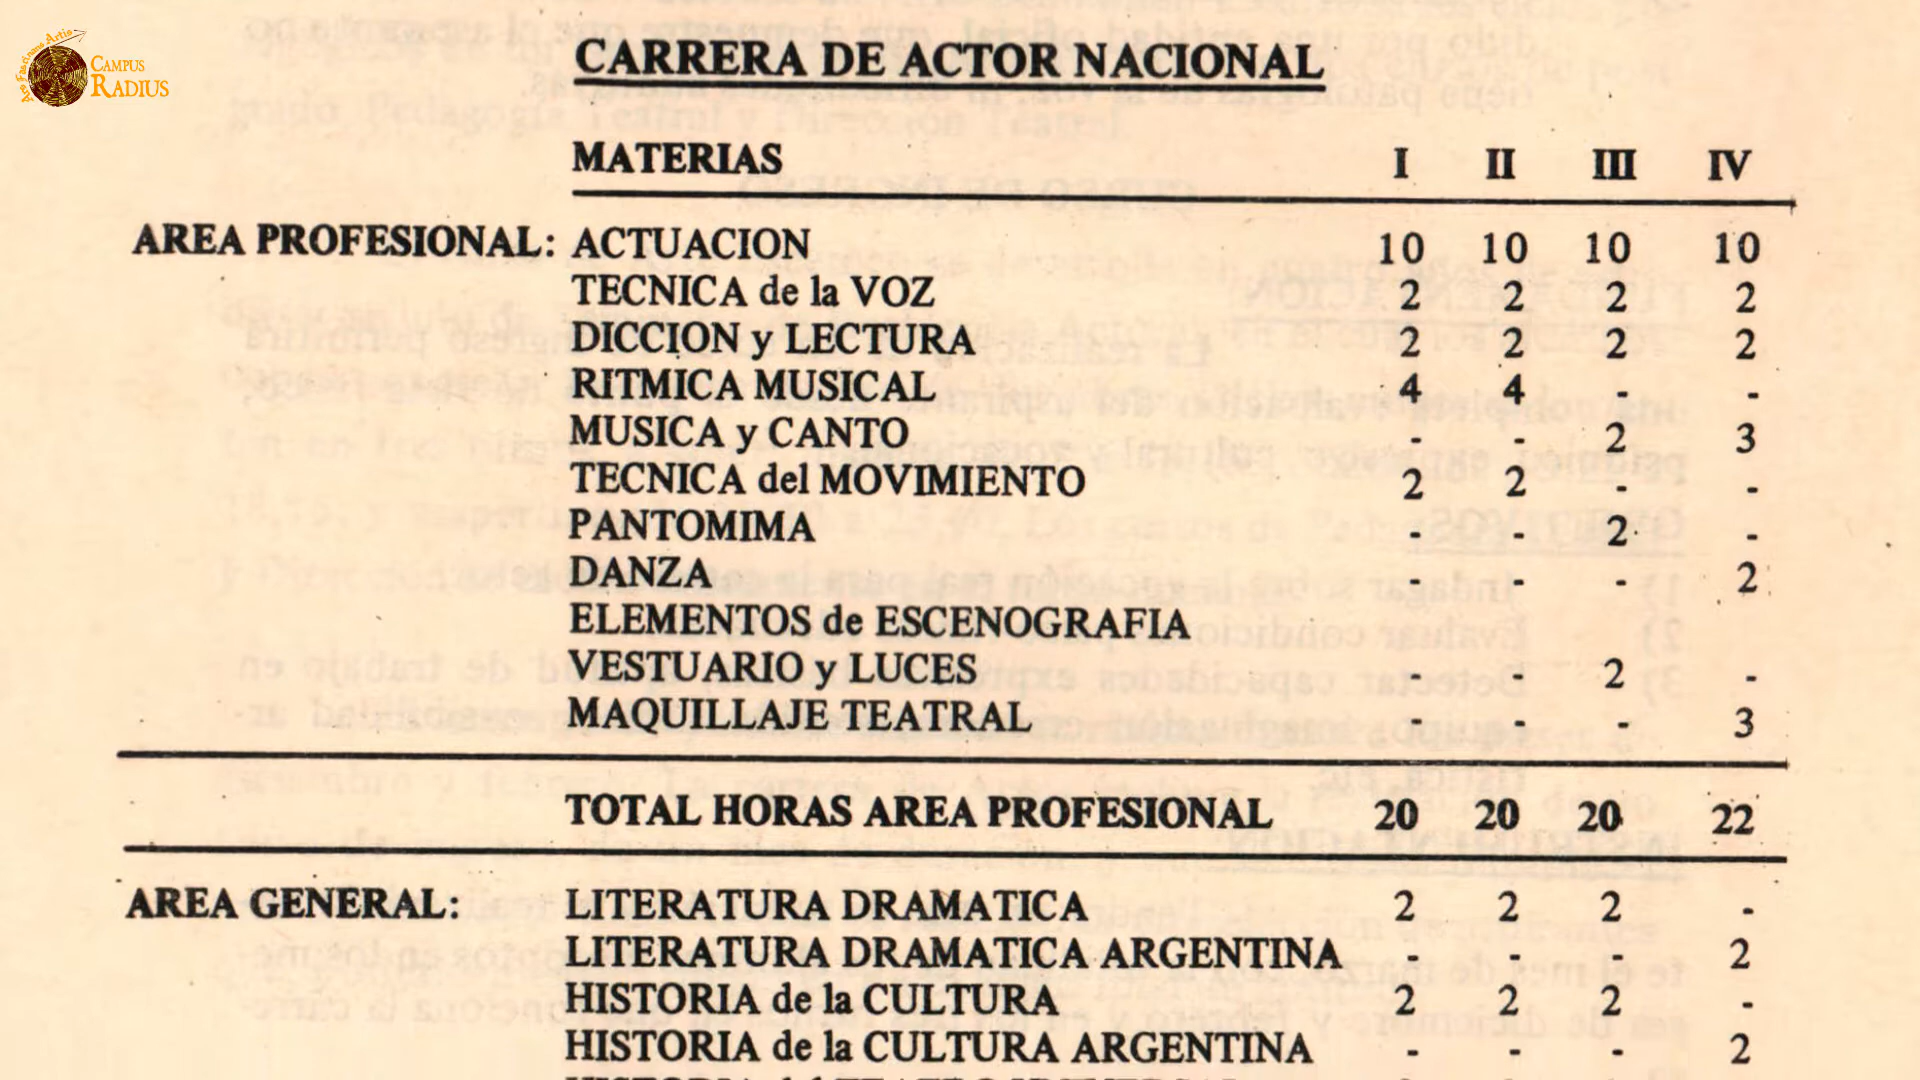 Ars Fascinans Artis
CAMPUS
RADIUS
CARRERA DE ACTOR NACIONAL
MATERIAS I II III IV
AREA PROFESIONAL: ACTUACION 10 10 10 10
TECNICA de la VOZ 2 2 2 2
DICCION y LECTURA 2 2 2 2
RITMICA MUSICAL 4 4 - -
MUSICA y CANTO - - 2 3
TECNICA del MOVIMIENTO 2 2 - -
PANTOMIMA - - 2 -
DANZA - - - 2
ELEMENTOS de ESCENOGRAFIA
VESTUARIO y LUCES - - 2 -
MAQUILLAJE TEATRAL - - - 3
TOTAL HORAS AREA PROFESIONAL 20 20 20 22
AREA GENERAL: LITERATURA DRAMATICA 2 2 2 -
LITERATURA DRAMATICA ARGENTINA - - - 2
HISTORIA de la CULTURA 2 2 2 -
HISTORIA de la CULTURA ARGENTINA - - - 2